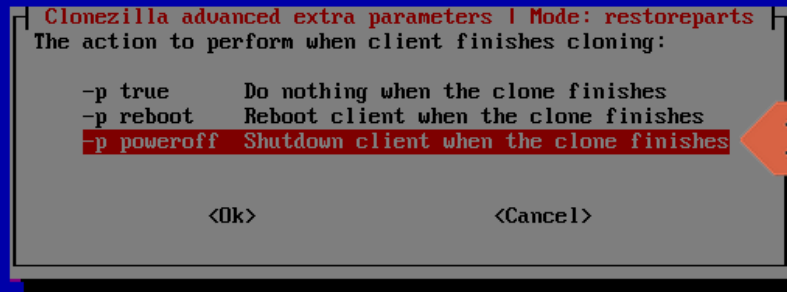 Clonezilla advanced extra parameters | Mode: restoreparts
The action to perform when client finishes cloning:
-p true Do nothing when the clone finishes
-p reboot Reboot client when the clone finishes
-p poweroff Shutdown client when the clone finishes
<Ok> <Cancel>